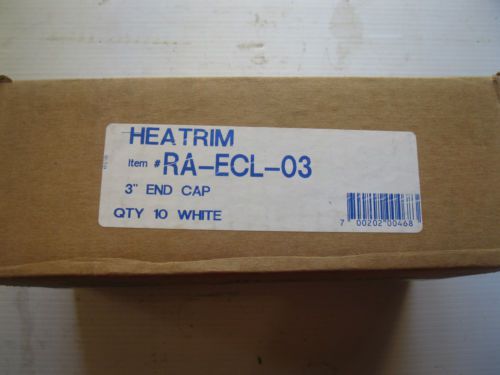 HEATRIM
Item # RA-ECL-03
3" END CAP
QTY 10 WHITE
7 00202 00468